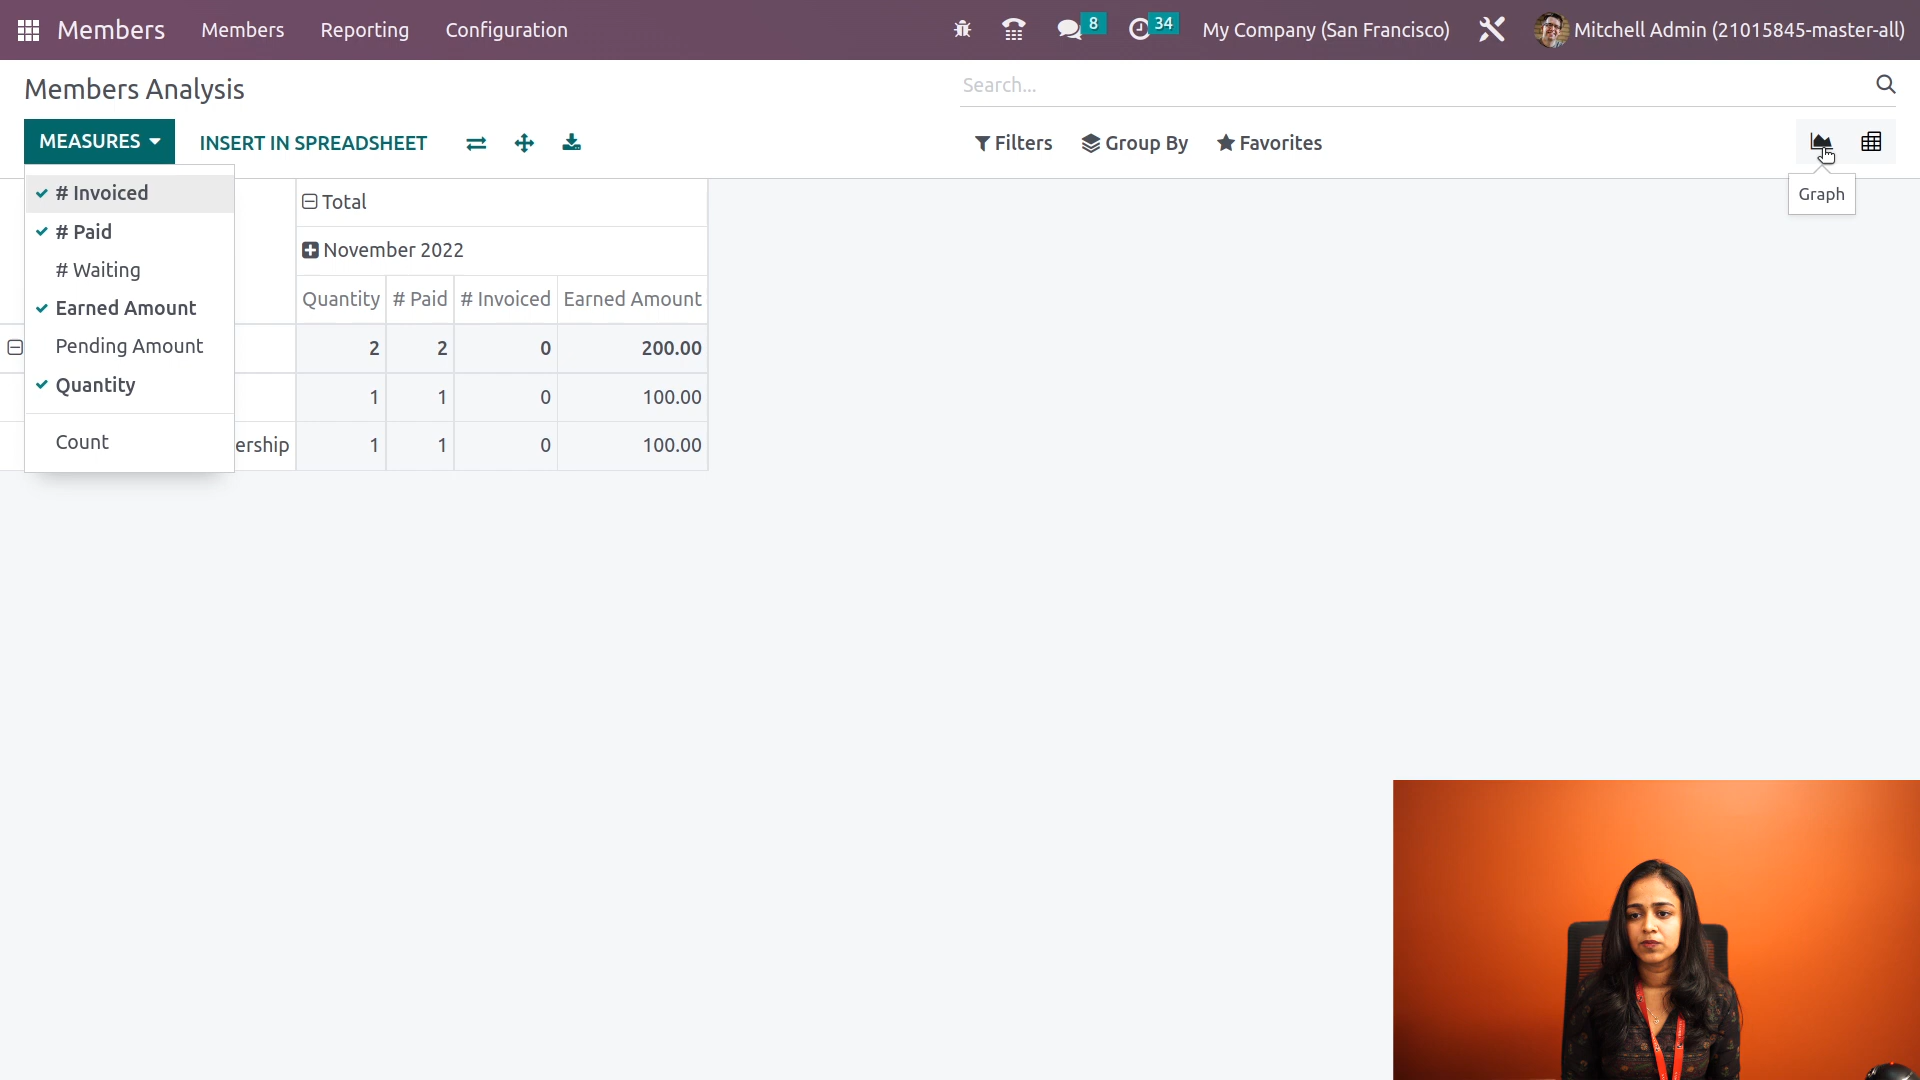 Members Members Reporting Configuration 8 34 My Company (San Francisco) Mitchell Admin (21015845-master-all)
Members Analysis
Search...
MEASURES INSERT IN SPREADSHEET Filters Group By Favorites
Graph
# Invoiced
# Paid
# Waiting
Earned Amount
Pending Amount
Quantity
Count
Total
November 2022
Quantity # Paid # Invoiced Earned Amount
2 2 0 200.00
1 1 0 100.00
ership 1 1 0 100.00